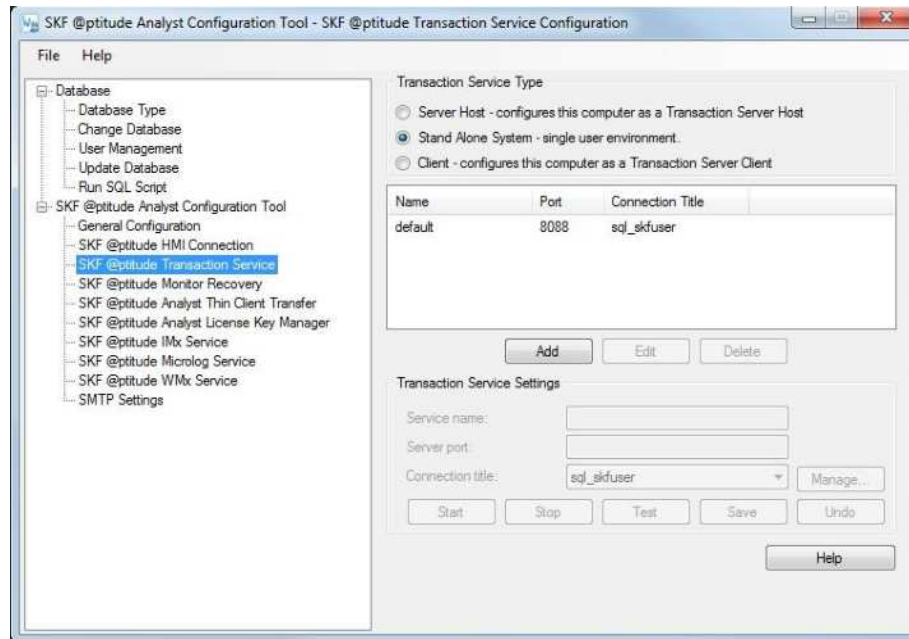 SKF @ptitude Analyst Configuration Tool - SKF @ptitude Transaction Service Configuration
File Help
Database
Database Type
Change Database
User Management
Update Database
Run SQL Script
SKF @ptitude Analyst Configuration Tool
General Configuration
SKF @ptitude HMI Connection
SKF @ptitude Transaction Service
SKF @ptitude Monitor Recovery
SKF @ptitude Analyst Thin Client Transfer
SKF @ptitude Analyst License Key Manager
SKF @ptitude IMx Service
SKF @ptitude Microlog Service
SKF @ptitude WMx Service
SMTP Settings
Transaction Service Type
Server Host - configures this computer as a Transaction Server Host
Stand Alone System - single user environment.
Client - configures this computer as a Transaction Server Client
Name Port Connection Title
default 8088 sql_skfuser
Add Edit Delete
Transaction Service Settings
Service name:
Server port:
Connection title: sql_skfuser Manage...
Start Stop Test Save Undo
Help